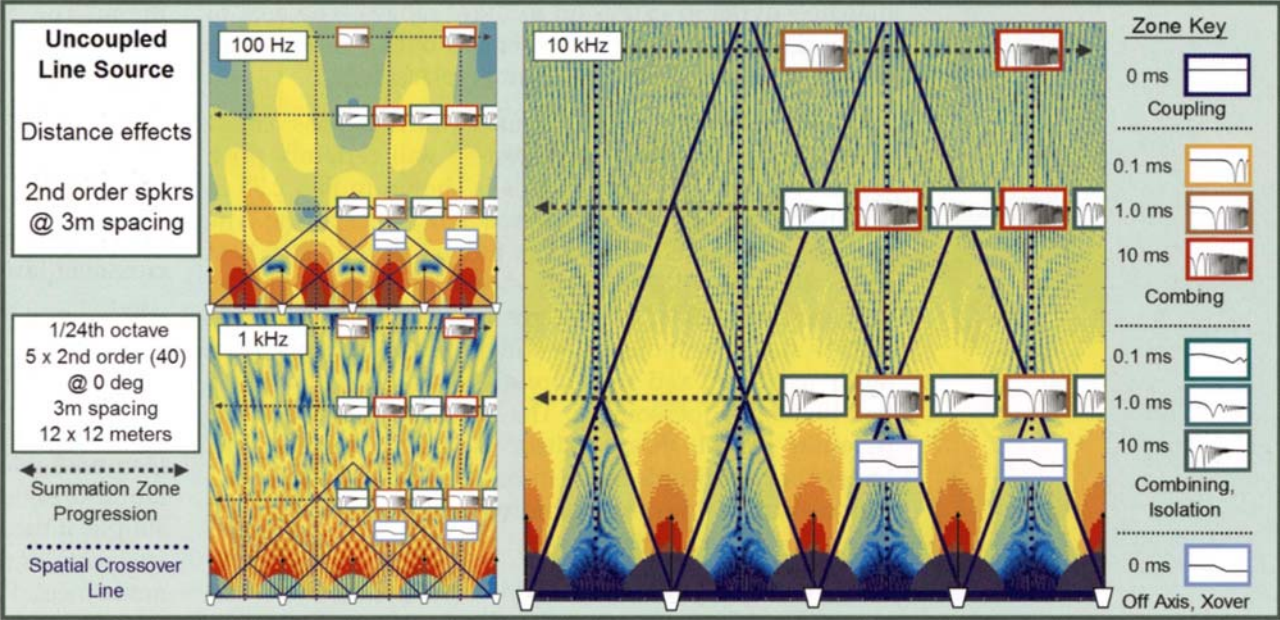 Uncoupled
Line Source
Distance effects
2nd order spkrs
@ 3m spacing
1/24th octave
5 x 2nd order (40)
@ 0 deg
3m spacing
12 x 12 meters
Summation Zone
Progression
Spatial Crossover
Line
100 Hz
1 kHz
10 kHz
Zone Key
0 ms
Coupling
0.1 ms
1.0 ms
10 ms
Combing
0.1 ms
1.0 ms
10 ms
Combining,
Isolation
0 ms
Off Axis, Xover